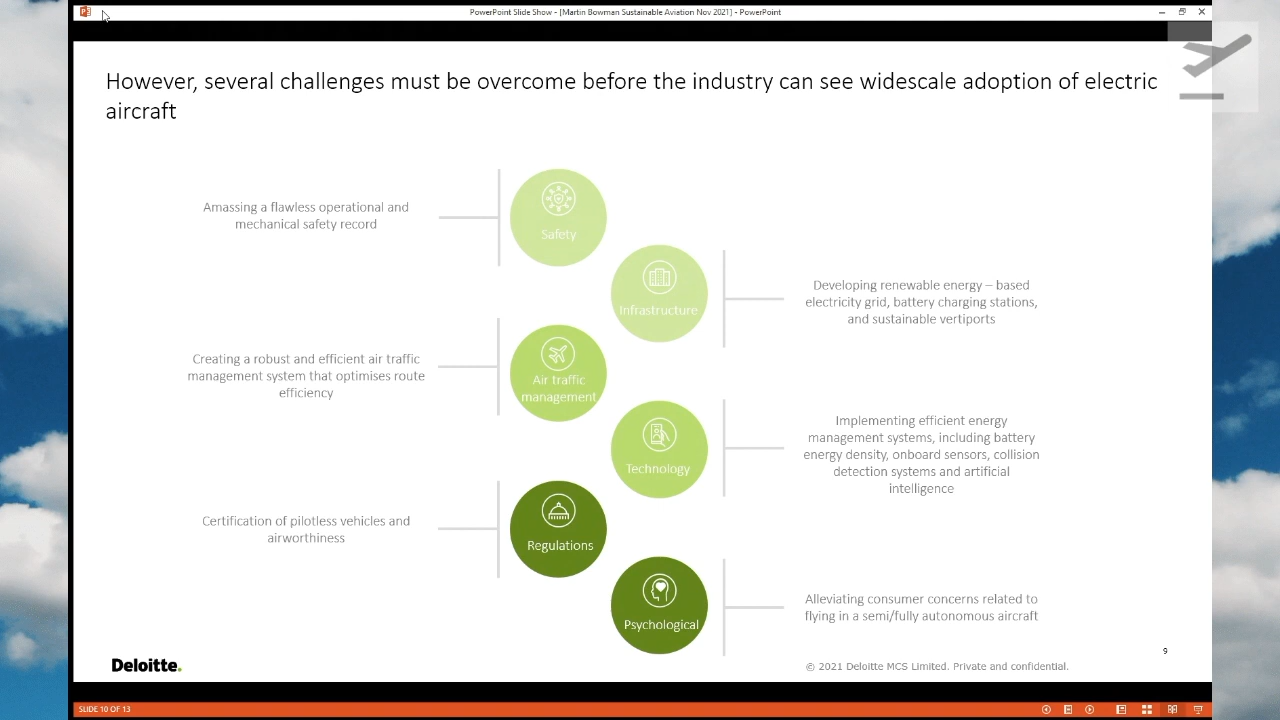 PowerPoint Slide Show - [Martin Bowman Sustainable Aviation Nov 2021] - PowerPoint
However, several challenges must be overcome before the industry can see widescale adoption of electric
aircraft
Amassing a flawless operational and
mechanical safety record
Safety
Infrastructure
Developing renewable energy – based
electricity grid, battery charging stations,
and sustainable vertiports
Creating a robust and efficient air traffic
management system that optimises route
efficiency
Air traffic
management
Technology
Implementing efficient energy
management systems, including battery
energy density, onboard sensors, collision
detection systems and artificial
intelligence
Certification of pilotless vehicles and
airworthiness
Regulations
Psychological
Alleviating consumer concerns related to
flying in a semi/fully autonomous aircraft
9
Deloitte.
© 2021 Deloitte MCS Limited. Private and confidential.
SLIDE 10 OF 13